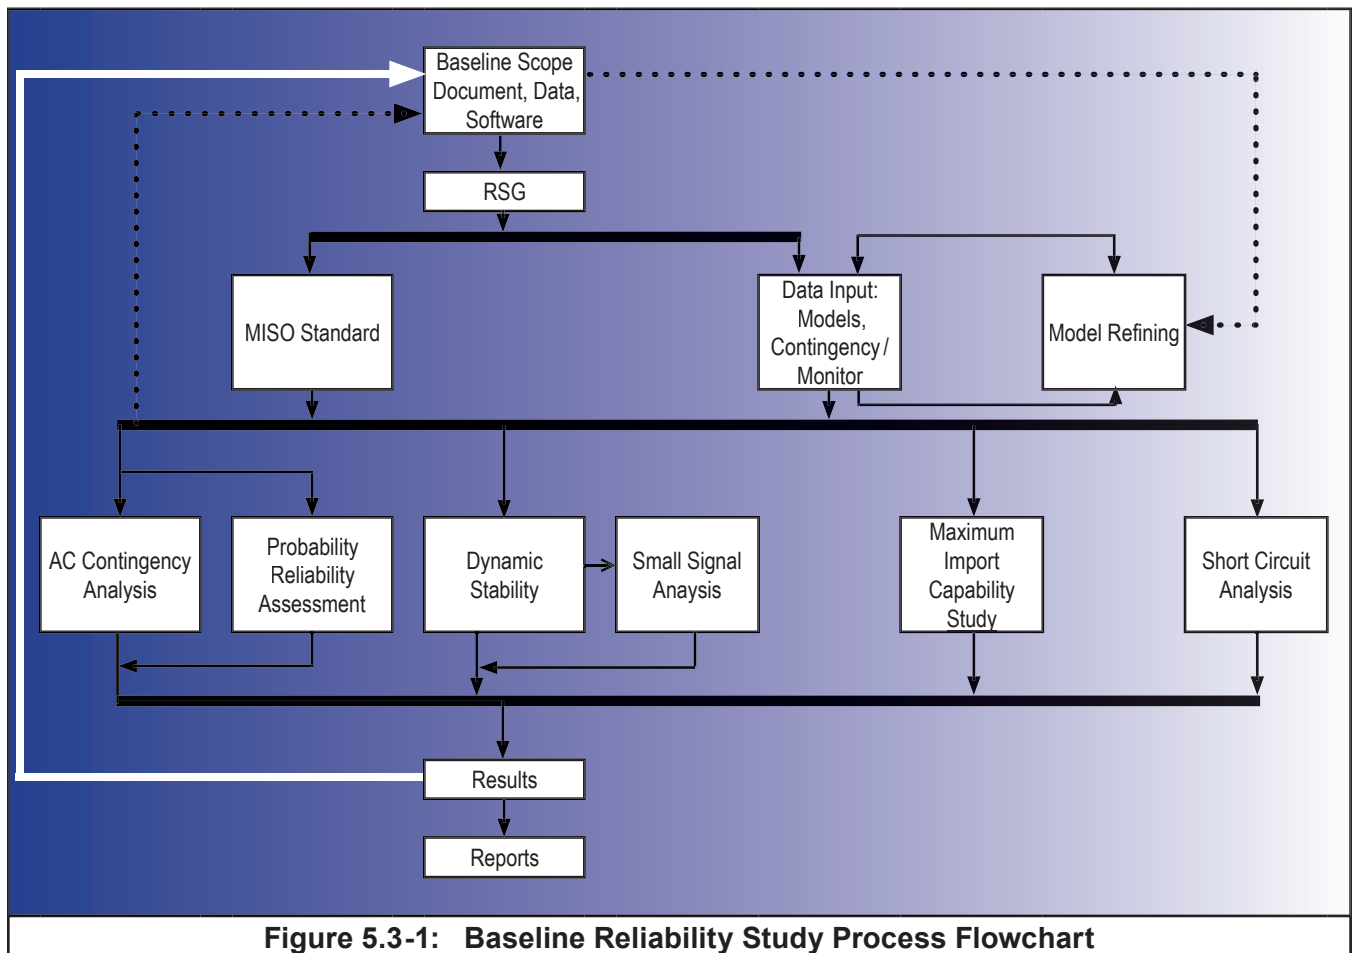 Baseline Scope
Document, Data,
Software
RSG
MISO Standard
Data Input:
Models,
Contingency /
Monitor
Model Refining
AC Contingency
Analysis
Probability
Reliability
Assessment
Dynamic
Stability
Small Signal
Anaysis
Maximum
Import
Capability
Study
Short Circuit
Analysis
Results
Reports
Figure 5.3-1: Baseline Reliability Study Process Flowchart